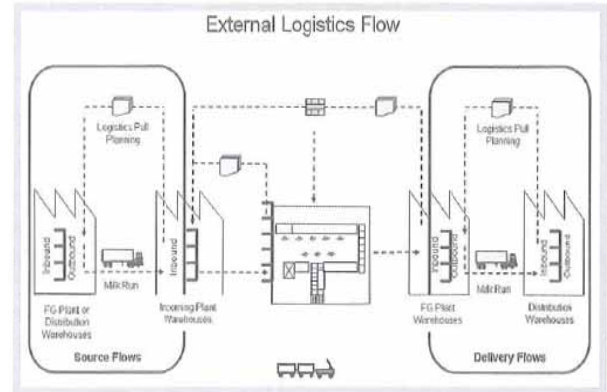 External Logistics Flow
Logistics Pull
Planning
Logistics Pull
Planning
Inbound
Outbound
Inbound
Inbound
Outbound
Inbound
Outbound
Milk Run
Milk Run
FG Plant or
Distribution
Warehouses
Incoming Plant
Warehouses
FG Plant
Warehouses
Distribution
Warehouses
Source Flows
Delivery Flows